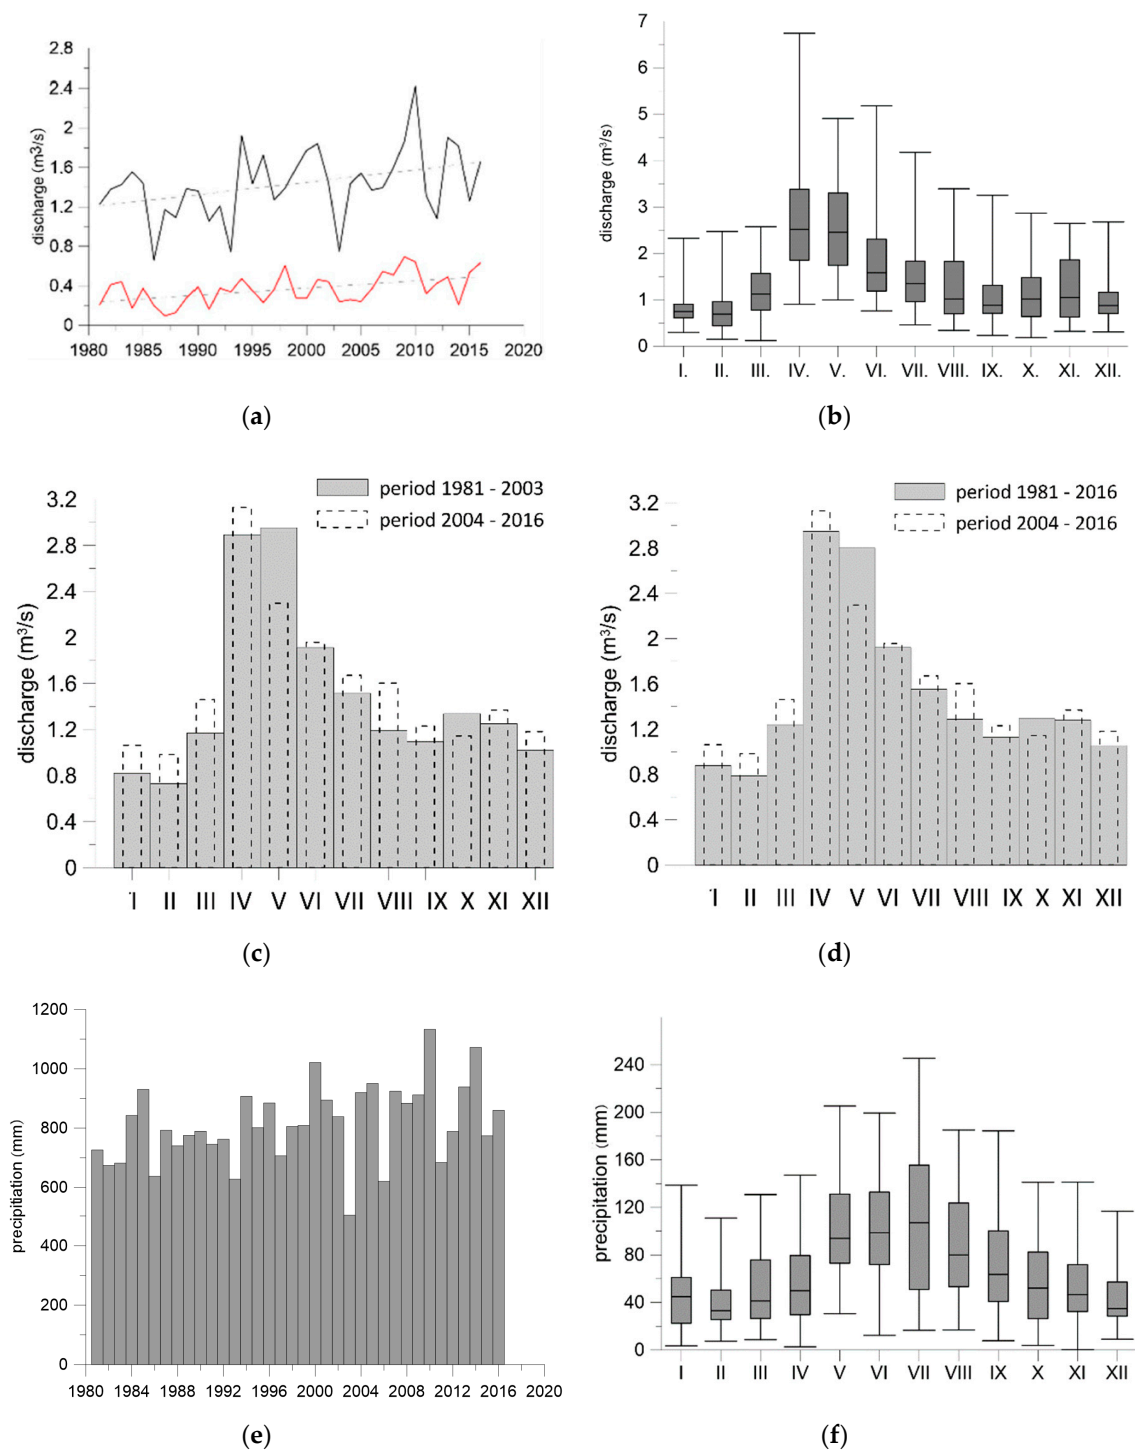 2.8
2.4
2
1.6
1.2
0.8
0.4
0
discharge (m3/s)
1980 1985 1990 1995 2000 2005 2010 2015 2020
(a)
7
6
5
4
3
2
1
0
discharge (m³/s)
I. II. III. IV. V. VI. VII. VIII. IX. X. XI. XII.
(b)
period 1981 - 2003
period 2004 - 2016
3.2
2.8
2.4
2
1.6
1.2
0.8
0.4
0
discharge (m³/s)
I II III IV V VI VII VIII IX X XI XII
(c)
period 1981 - 2016
period 2004 - 2016
3.2
2.8
2.4
2
1.6
1.2
0.8
0.4
0
discharge (m³/s)
I II III IV V VI VII VIII IX X XI XII
(d)
1200
1000
800
600
400
200
0
precipitiation (mm)
1980 1984 1988 1992 1996 2000 2004 2008 2012 2016 2020
(e)
240
200
160
120
80
40
0
precipitation (mm)
I II III IV V VI VII VIII IX X XI XII
(f)